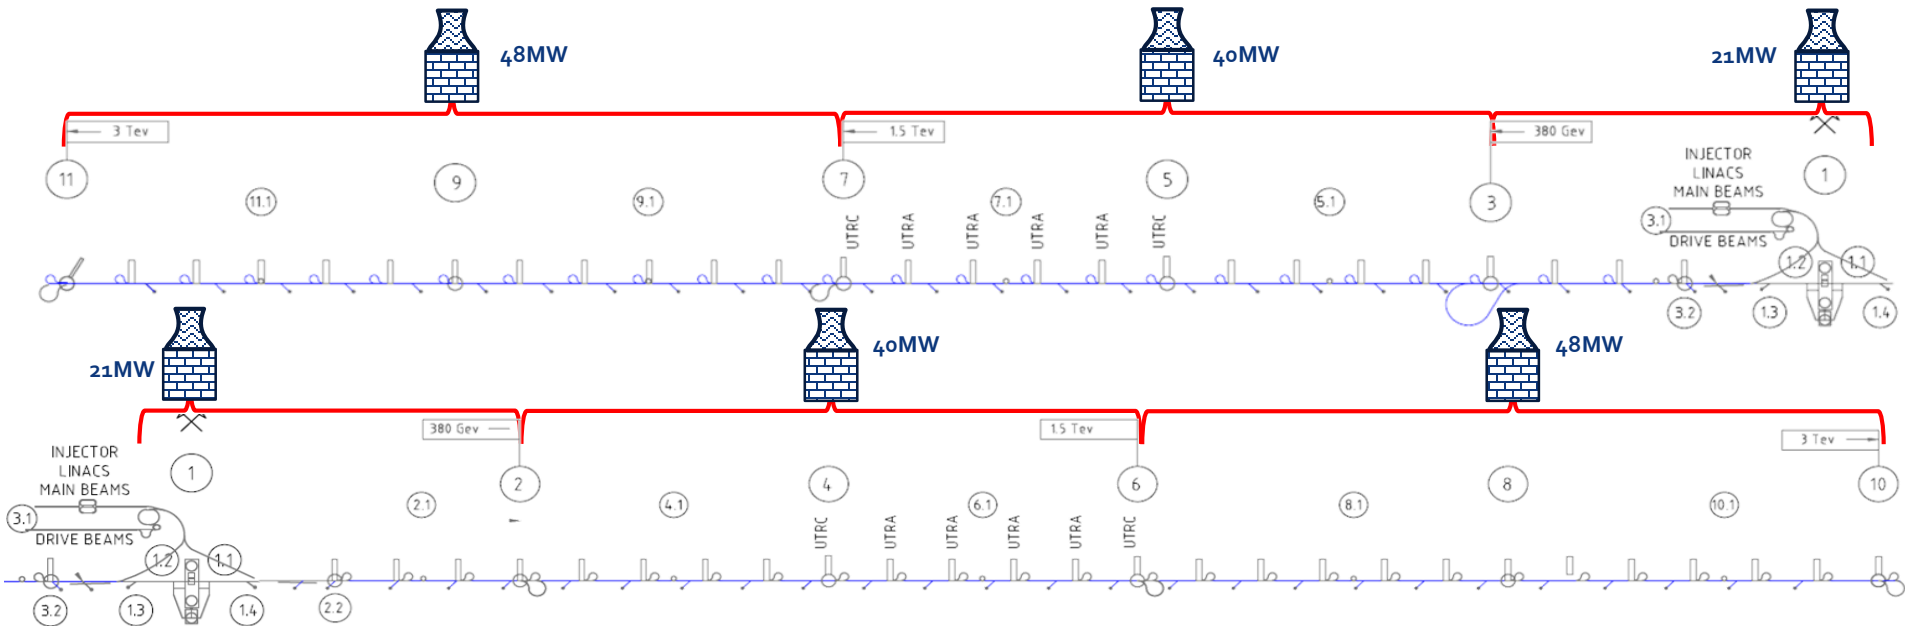 48MW
40MW
21MW
3 Tev
1.5 Tev
380 Gev
11
9
7
5
3
1
INJECTOR
LINACS
MAIN BEAMS
11.1
9.1
7.1
5.1
3.1
DRIVE BEAMS
UTRC
UTRA
UTRA
UTRA
UTRA
UTRC
1.2
1.1
3.2
1.3
1.4
21MW
40MW
48MW
380 Gev
1.5 Tev
3 Tev
INJECTOR
LINACS
MAIN BEAMS
1
2
4
6
8
10
3.1
2.1
4.1
6.1
8.1
10.1
DRIVE BEAMS
UTRC
UTRA
UTRA
UTRA
UTRA
UTRC
1.2
1.1
3.2
1.3
1.4
2.2